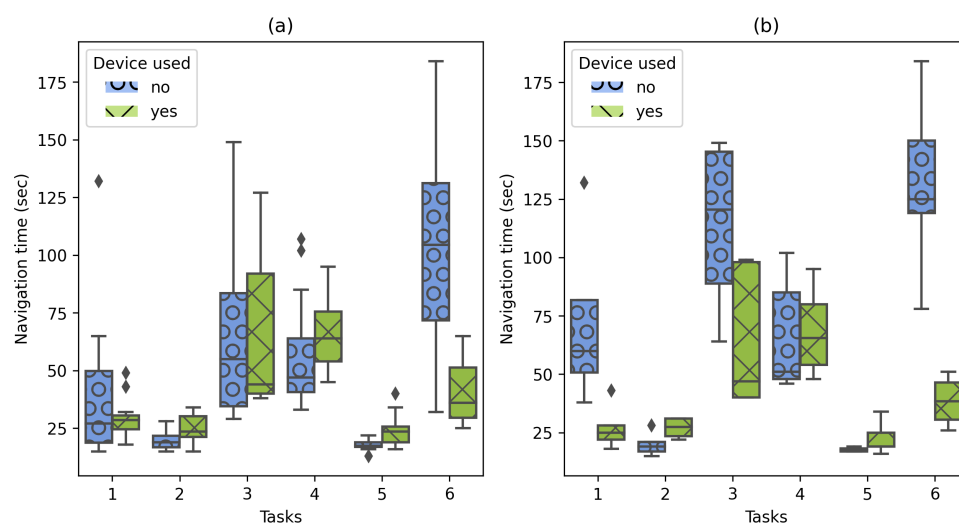 (a)
Device used
no
yes
Navigation time (sec)
175
150
125
100
75
50
25
1 2 3 4 5 6
Tasks
(b)
Device used
no
yes
Navigation time (sec)
175
150
125
100
75
50
25
1 2 3 4 5 6
Tasks